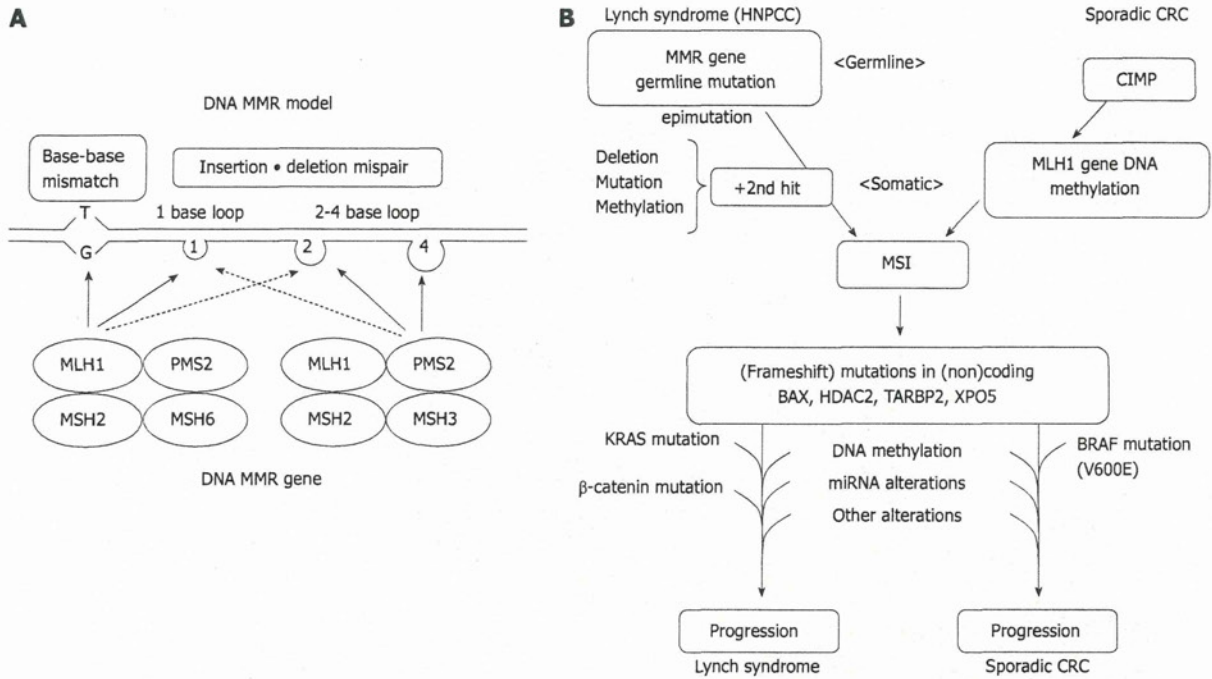 A
DNA MMR model
Base-base
mismatch
Insertion • deletion mispair
T
1 base loop
2-4 base loop
G
1
2
4
MLH1
PMS2
MLH1
PMS2
MSH2
MSH6
MSH2
MSH3
DNA MMR gene
B
Lynch syndrome (HNPCC)
Sporadic CRC
MMR gene
germline mutation
<Germline>
CIMP
epimutation
Deletion
Mutation
Methylation
+2nd hit
<Somatic>
MLH1 gene DNA
methylation
MSI
(Frameshift) mutations in (non)coding
BAX, HDAC2, TARBP2, XPO5
KRAS mutation
DNA methylation
BRAF mutation
(V600E)
β-catenin mutation
miRNA alterations
Other alterations
Progression
Progression
Lynch syndrome
Sporadic CRC